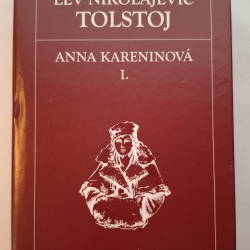 LEV NIKOLAJEVIČ
TOLSTOJ
ANNA KARENINOVÁ
I.